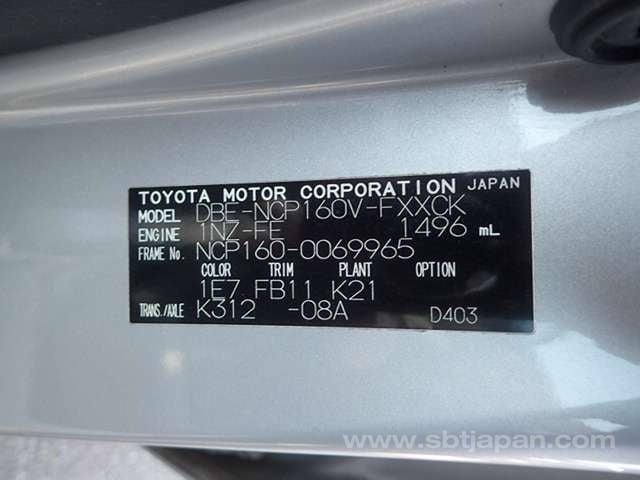 TOYOTA MOTOR CORPORATION JAPAN
MODEL DBE-NCP160V-FXXCK
ENGINE 1NZ-FE 1496 mL
FRAME No. NCP160-0069965
COLOR TRIM PLANT OPTION
1E7 FB11 K21
TRANS./AXLE K312 -08A D403
www.sbtjapan.com